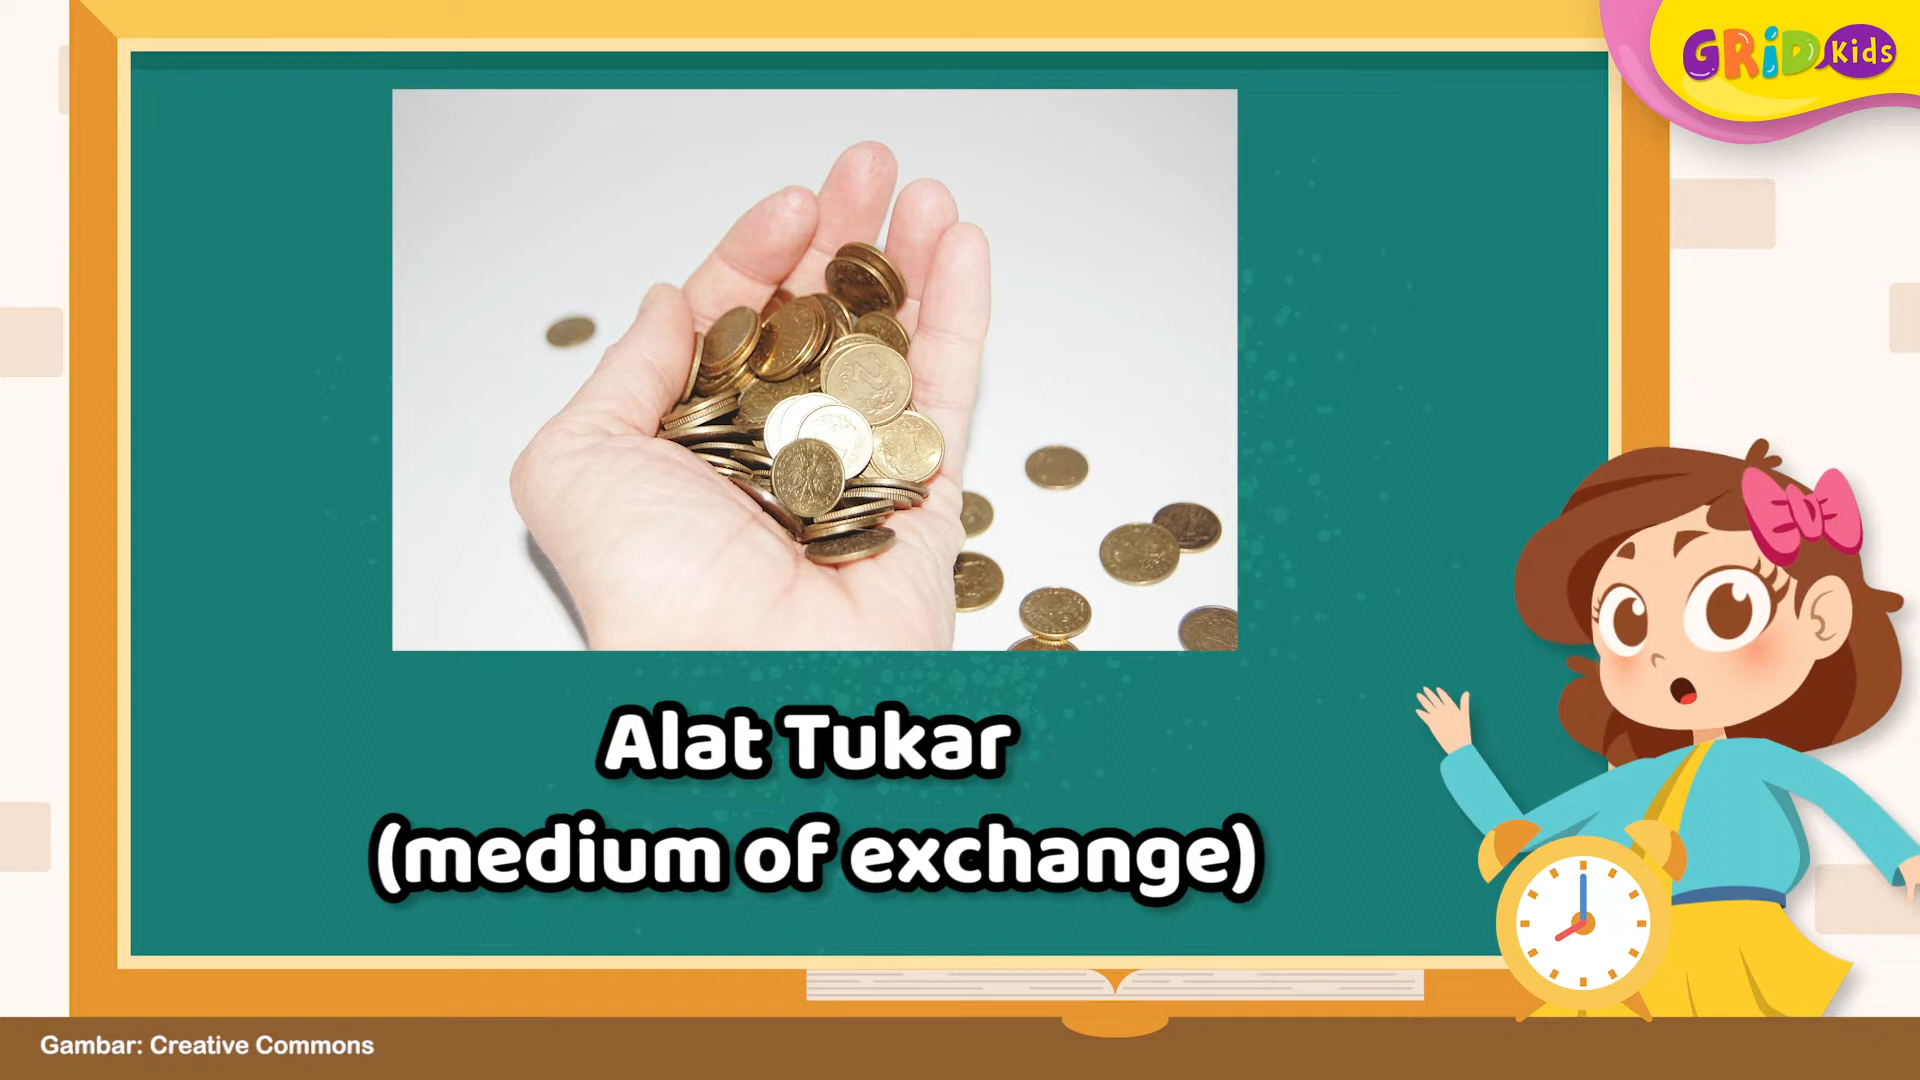 GRiD Kids
Alat Tukar
(medium of exchange)
Gambar: Creative Commons